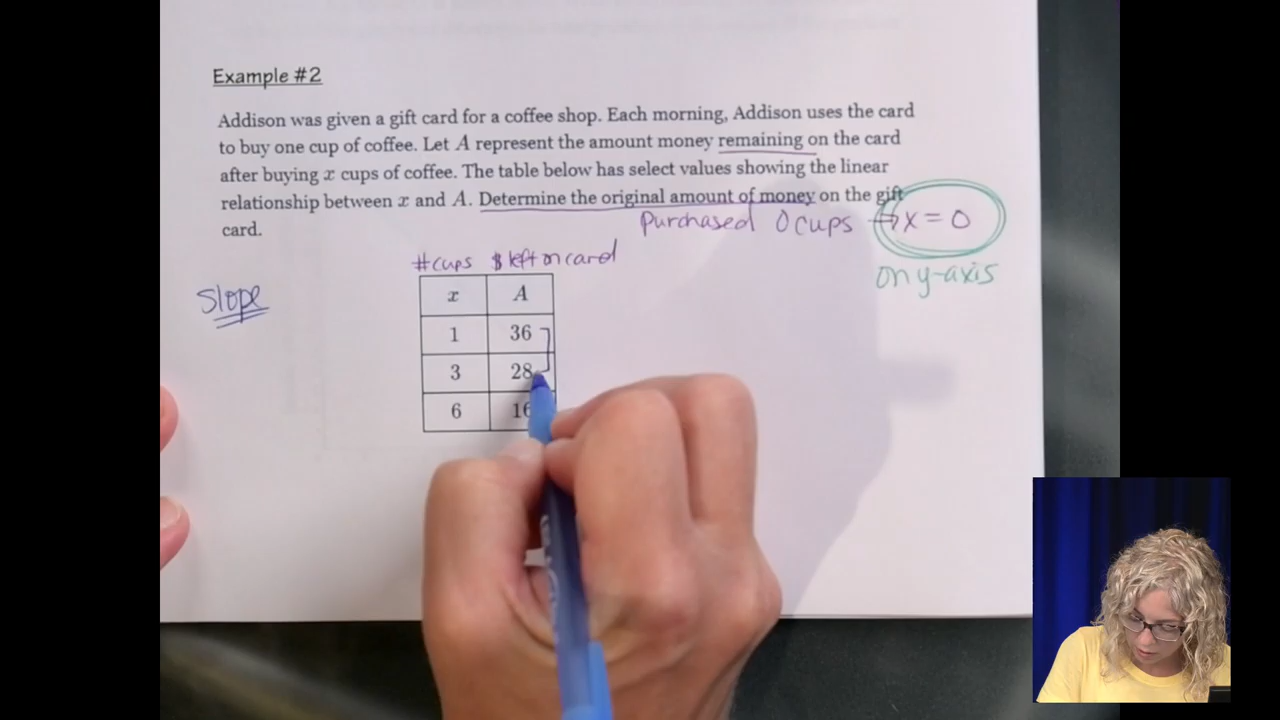 Example #2
Addison was given a gift card for a coffee shop. Each morning, Addison uses the card
to buy one cup of coffee. Let A represent the amount money remaining on the card
after buying x cups of coffee. The table below has select values showing the linear
relationship between x and A. Determine the original amount of money on the gift
card.
purchased 0 cups → x = 0
on y-axis
#cups $ left on card
Slope
x A
1 36
3 28
6 16